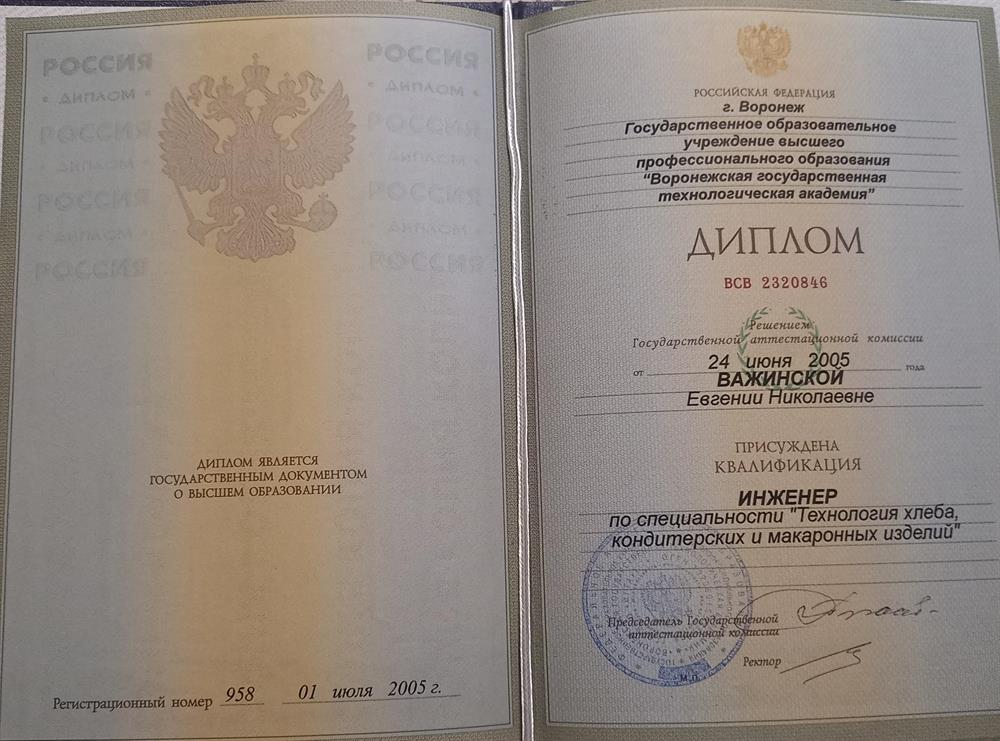 РОССИЯ РОССИЯ
• ДИПЛОМ • • ДИПЛОМ •
РОССИЯ РОССИЯ
• ДИПЛОМ • • ДИПЛОМ •
РОССИЯ РОССИЯ
• ДИПЛОМ • • ДИПЛОМ •
РОССИЯ РОССИЯ
ДИПЛОМ ЯВЛЯЕТСЯ
ГОСУДАРСТВЕННЫМ ДОКУМЕНТОМ
О ВЫСШЕМ ОБРАЗОВАНИИ
Регистрационный номер 958 01 июля 2005 г.
РОССИЙСКАЯ ФЕДЕРАЦИЯ
г. Воронеж
Государственное образовательное
учреждение высшего
профессионального образования
“Воронежская государственная
технологическая академия”
ДИПЛОМ
ВСВ 2320846
Решением
Государственной аттестационной комиссии
от 24 июня 2005 года
ВАЖИНСКОЙ
Евгении Николаевне
ПРИСУЖДЕНА
КВАЛИФИКАЦИЯ
ИНЖЕНЕР
по специальности "Технология хлеба,
кондитерских и макаронных изделий"
Председатель Государственной
аттестационной комиссии
Ректор
М.П.